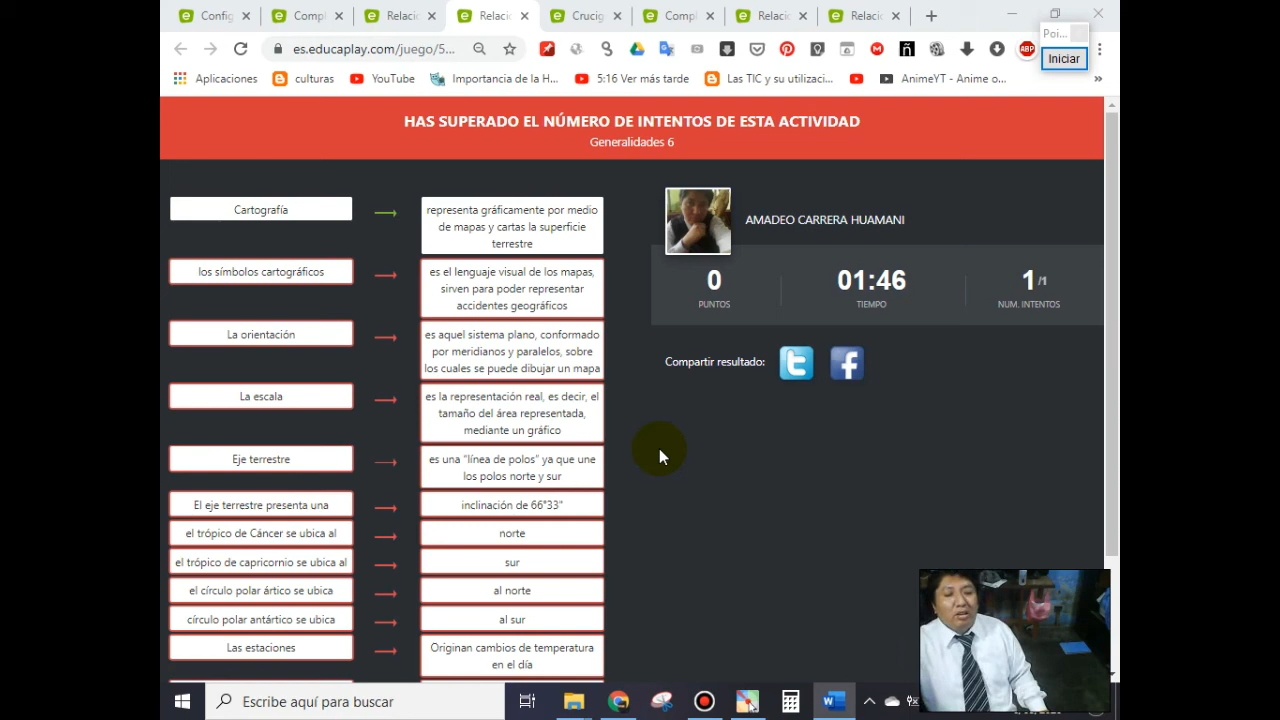 Config
Compl
Relacio
Relacio
Crucig
Compl
Relaci
Relaci
Poi...
Iniciar
es.educaplay.com/juego/5...
ABP
Aplicaciones
culturas
YouTube
Importancia de la H...
5:16 Ver más tarde
Las TIC y su utilizaci...
AnimeYT - Anime o...
»
HAS SUPERADO EL NÚMERO DE INTENTOS DE ESTA ACTIVIDAD
Generalidades 6
Cartografía
representa gráficamente por medio
de mapas y cartas la superficie
terrestre
los símbolos cartográficos
es el lenguaje visual de los mapas,
sirven para poder representar
accidentes geográficos
La orientación
es aquel sistema plano, conformado
por meridianos y paralelos, sobre
los cuales se puede dibujar un mapa
La escala
es la representación real, es decir, el
tamaño del área representada,
mediante un gráfico
Eje terrestre
es una "línea de polos" ya que une
los polos norte y sur
El eje terrestre presenta una
inclinación de 66°33"
el trópico de Cáncer se ubica al
norte
el trópico de capricornio se ubica al
sur
el círculo polar ártico se ubica
al norte
círculo polar antártico se ubica
al sur
Las estaciones
Originan cambios de temperatura
en el día
AMADEO CARRERA HUAMANI
0
PUNTOS
01:46
TIEMPO
1/1
NUM. INTENTOS
Compartir resultado:
Escribe aquí para buscar